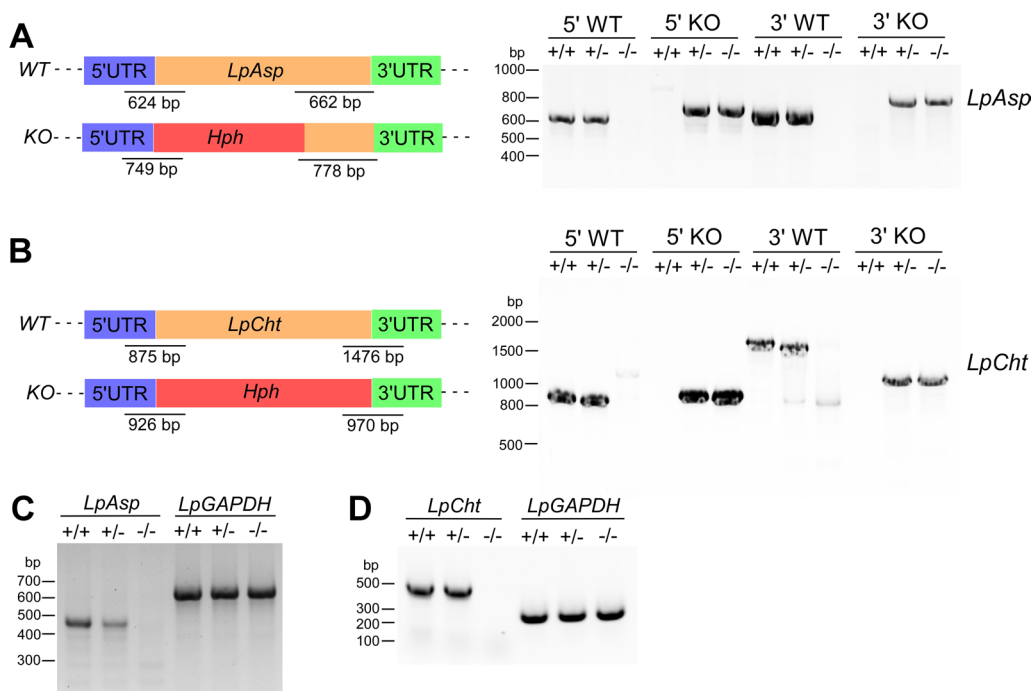 A
WT
5'UTR LpAsp 3'UTR
624 bp 662 bp
KO
5'UTR Hph 3'UTR
749 bp 778 bp
5' WT 5' KO 3' WT 3' KO
+/+ +/- -/- +/+ +/- -/- +/+ +/- -/- +/+ +/- -/-
bp
1000
800
600
500
400
LpAsp
B
WT
5'UTR LpCht 3'UTR
875 bp 1476 bp
KO
5'UTR Hph 3'UTR
926 bp 970 bp
5' WT 5' KO 3' WT 3' KO
+/+ +/- -/- +/+ +/- -/- +/+ +/- -/- +/+ +/- -/-
bp
2000
1500
1000
800
500
LpCht
C
LpAsp LpGAPDH
+/+ +/- -/- +/+ +/- -/-
bp
700
600
500
400
300
D
LpCht LpGAPDH
+/+ +/- -/- +/+ +/- -/-
bp
500
300
200
100